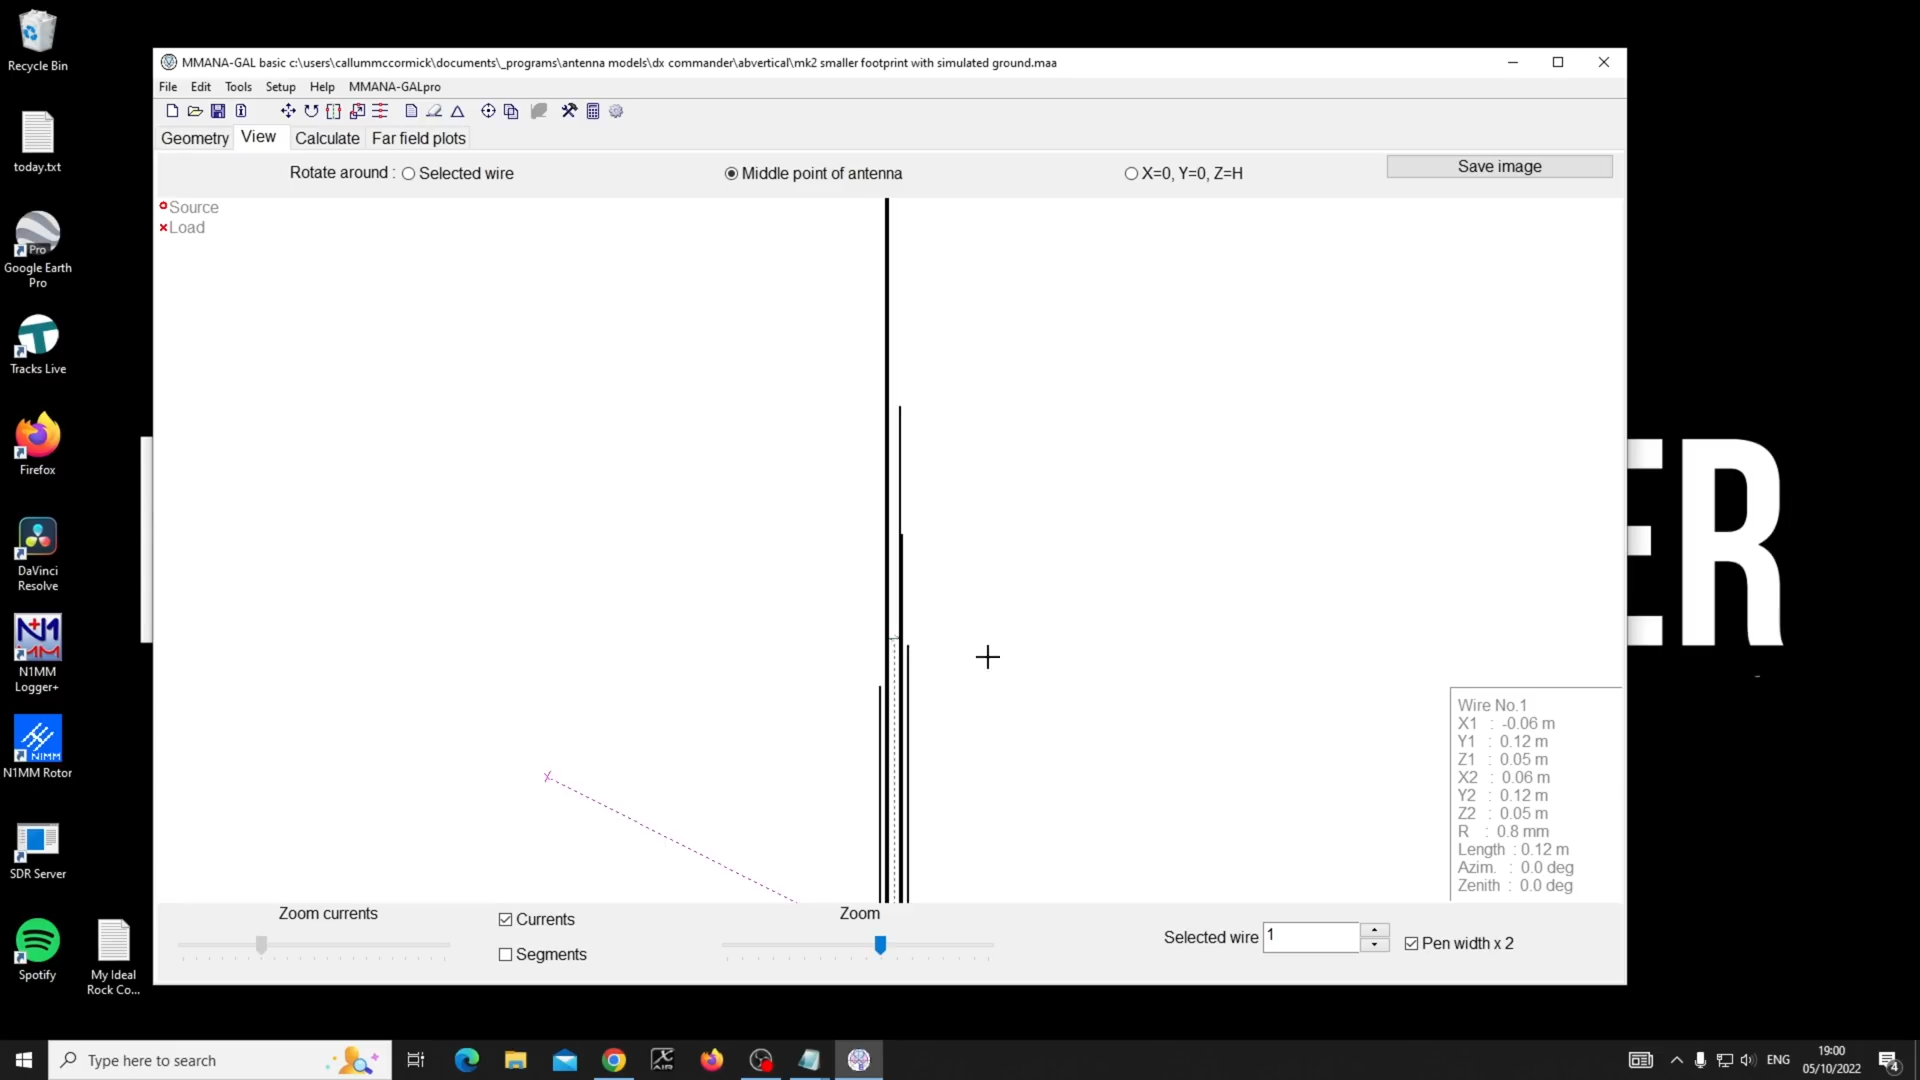 Recycle Bin
today.txt
Pro
Google Earth
Pro
Tracks Live
Firefox
DaVinci
Resolve
N1
MM
N1MM
Logger+
N1MM
N1MM Rotor
SDR Server
Spotify
My Ideal
Rock Co...
MMANA-GAL basic c:\users\callummccormick\documents\_programs\antenna models\dx commander\abvertical\mk2 smaller footprint with simulated ground.maa
File Edit Tools Setup Help MMANA-GALpro
Geometry View Calculate Far field plots
Rotate around : Selected wire Middle point of antenna X=0, Y=0, Z=H Save image
Source
Load
X
Wire No.1
X1 : -0.06 m
Y1 : 0.12 m
Z1 : 0.05 m
X2 : 0.06 m
Y2 : 0.12 m
Z2 : 0.05 m
R : 0.8 mm
Length : 0.12 m
Azim. : 0.0 deg
Zenith : 0.0 deg
Zoom currents Currents Zoom
Segments
Selected wire 1 Pen width x 2
ER
Type here to search
AIR
ENG
19:00
05/10/2022
4